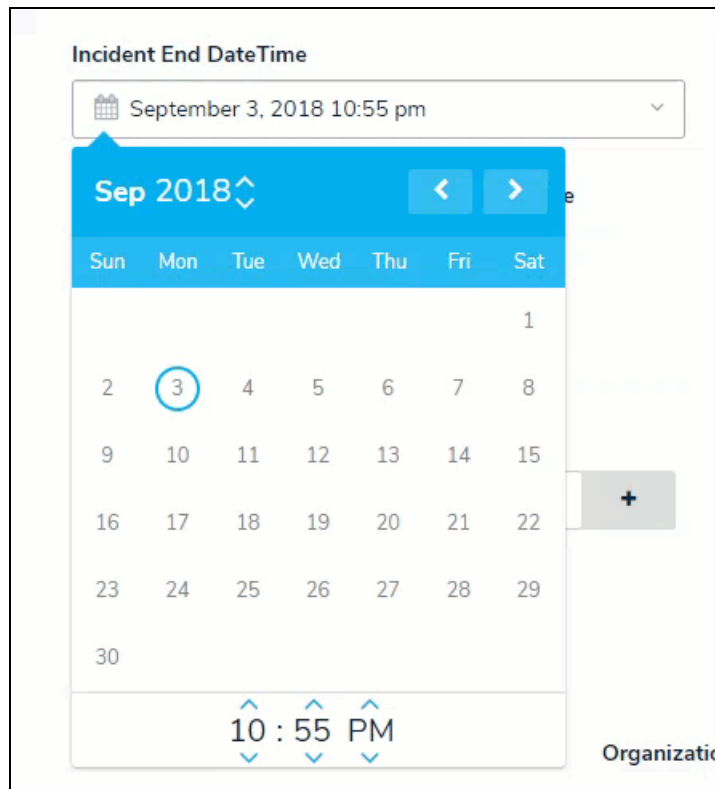 Incident End DateTime
September 3, 2018 10:55 pm
Sep 2018
e
Sun Mon Tue Wed Thu Fri Sat
1
2 3 4 5 6 7 8
9 10 11 12 13 14 15
+
16 17 18 19 20 21 22
23 24 25 26 27 28 29
30
10 : 55 PM
Organizatio